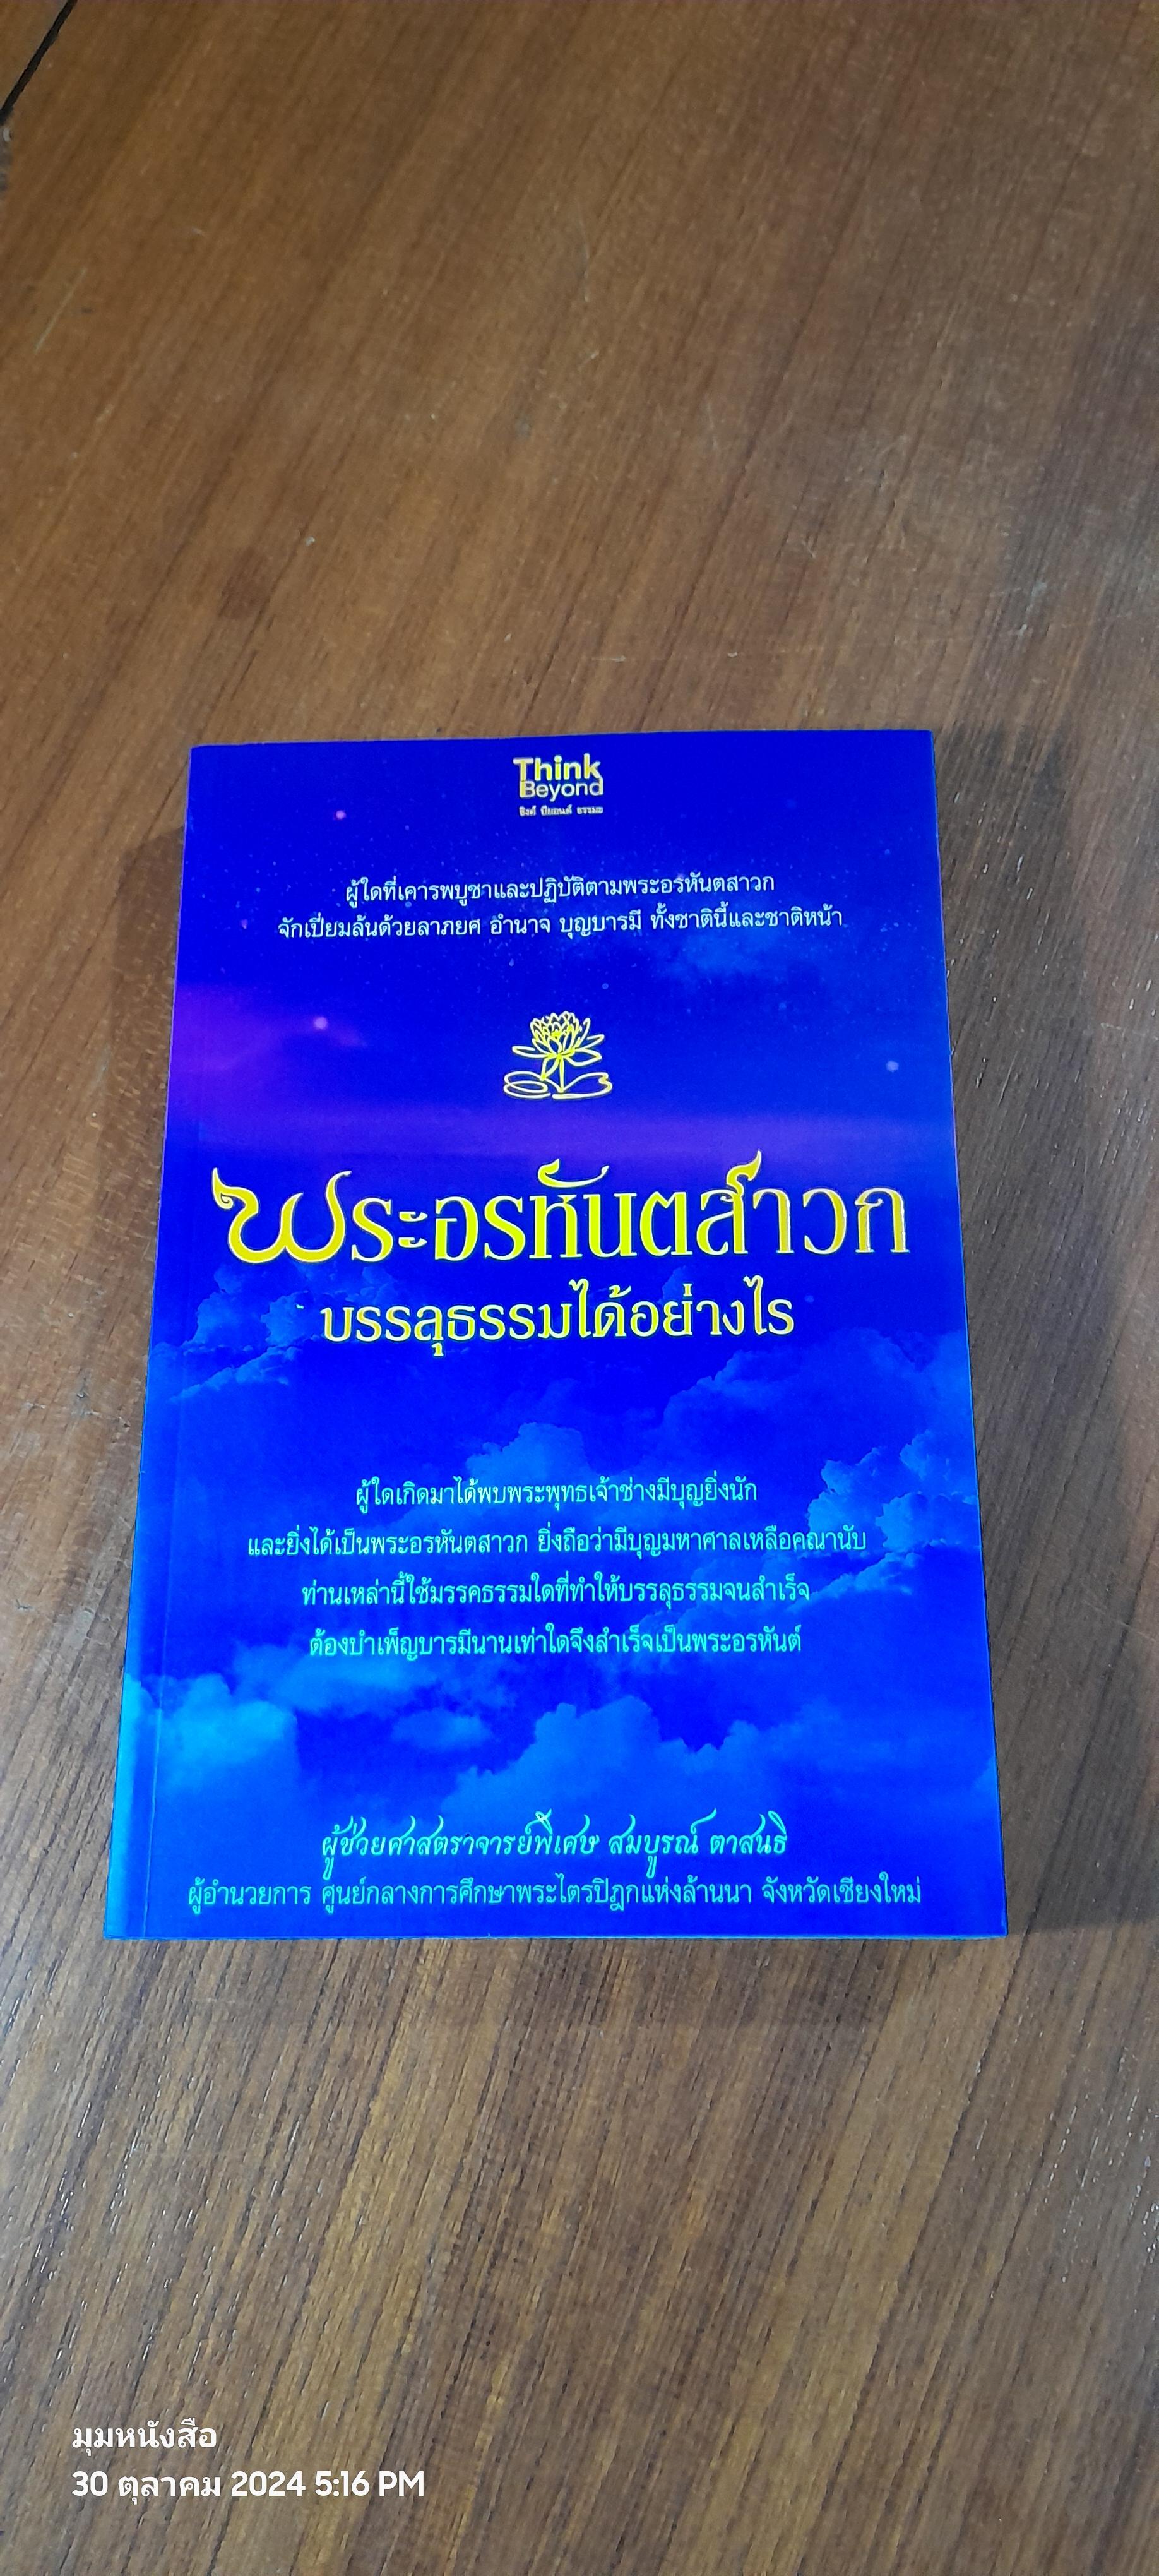 Think
Beyond
ธิงค์ บียอนด์ ธรรมะ
ผู้ใดที่เคารพบูชาและปฏิบัติตามพระอรหันตสาวก
จักเปี่ยมล้นด้วยลาภยศ อำนาจ บุญบารมี ทั้งชาตินี้และชาติหน้า
พระอรหันตสาวก
บรรลุธรรมได้อย่างไร
ผู้ใดเกิดมาได้พบพระพุทธเจ้าช่างมีบุญยิ่งนัก
และยิ่งได้เป็นพระอรหันตสาวก ยิ่งถือว่ามีบุญมหาศาลเหลือคณานับ
ท่านเหล่านี้ใช้มรรคธรรมใดที่ทำให้บรรลุธรรมจนสำเร็จ
ต้องบำเพ็ญบารมีนานเท่าใดจึงสำเร็จเป็นพระอรหันต์
ผู้ช่วยศาสตราจารย์พิเศษ สมบูรณ์ ตาสนธิ
ผู้อำนวยการ ศูนย์กลางการศึกษาพระไตรปิฎกแห่งล้านนา จังหวัดเชียงใหม่
มุมหนังสือ
30 ตุลาคม 2024 5:16 PM